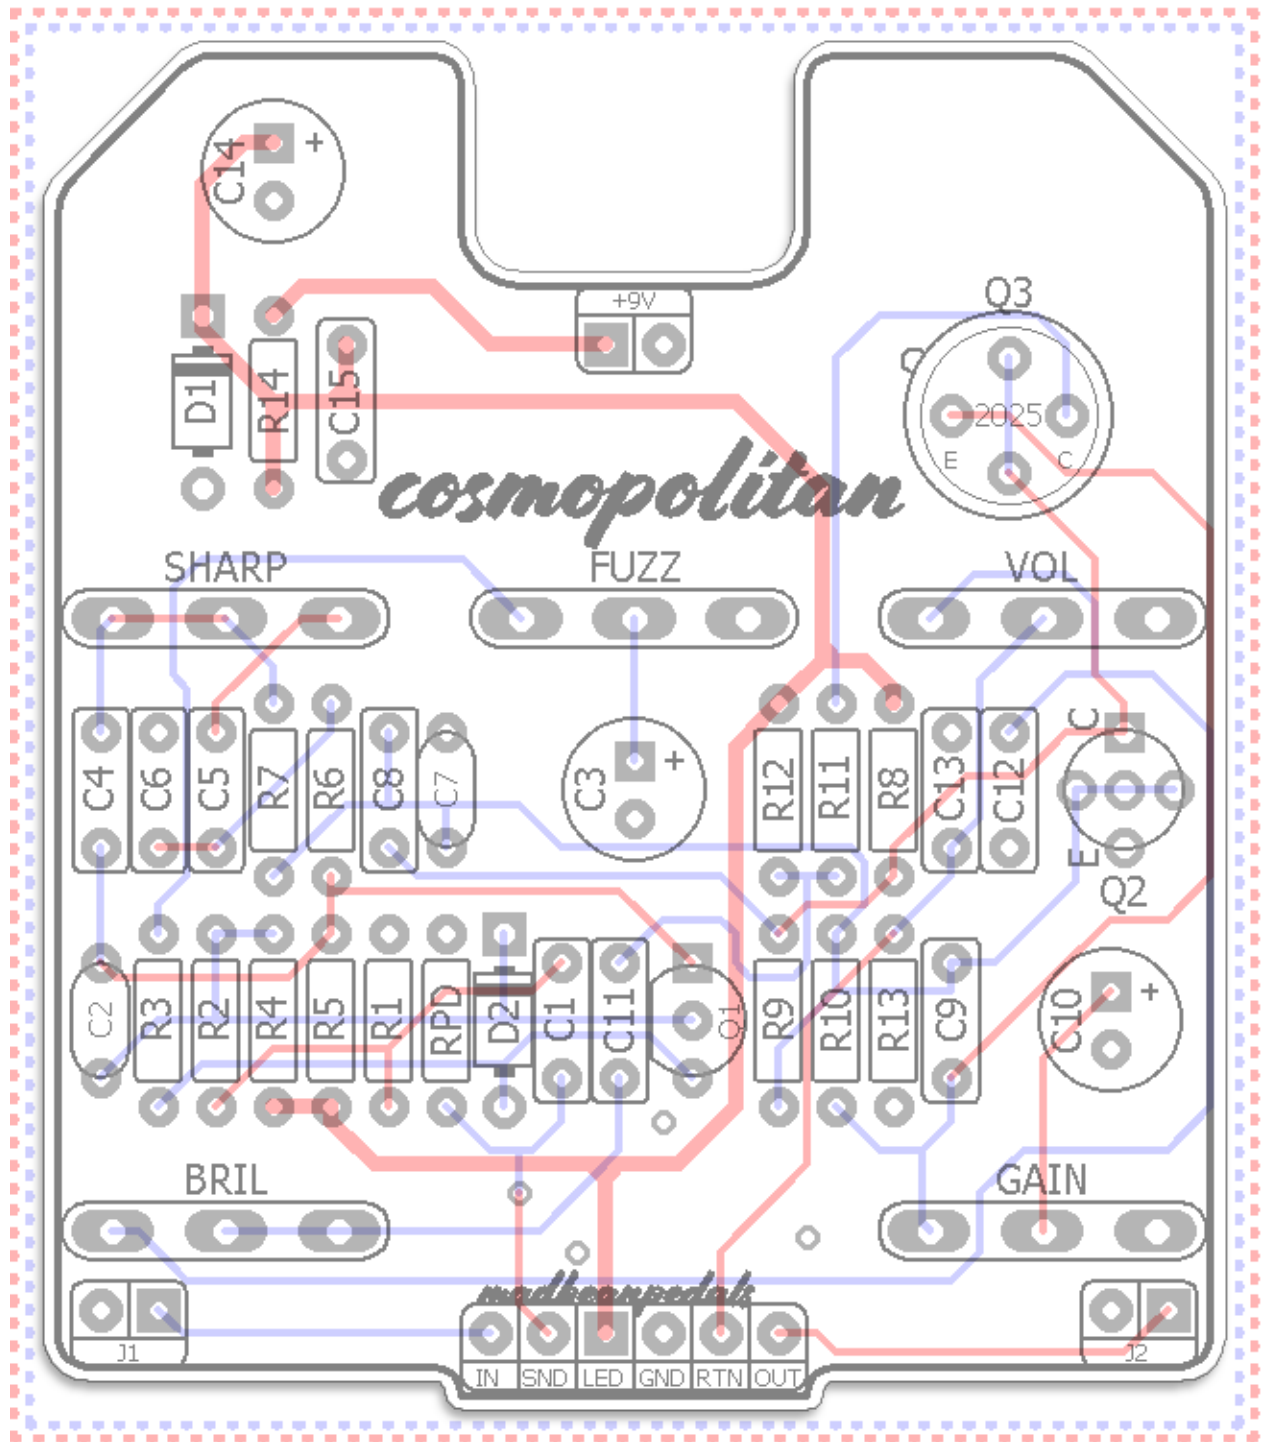 C14
+
+9V
Q3
D1
R14
C15
2025
E
C
cosmopolitan
SHARP
FUZZ
VOL
C4
C6
C5
R7
R6
C8
C7
C3
+
R12
R11
R8
C13
C12
C
E
Q2
C2
R3
R2
R4
R5
R1
RPD
D2
C1
C11
Q1
R9
R10
R13
C9
C10
+
BRIL
GAIN
madbeanpedals
J1
J2
IN
SND
LED
GND
RTN
OUT